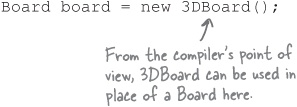 Board board = new 3DBoard();
From the compiler's point of
view, 3DBoard can be used in
place of a Board here.